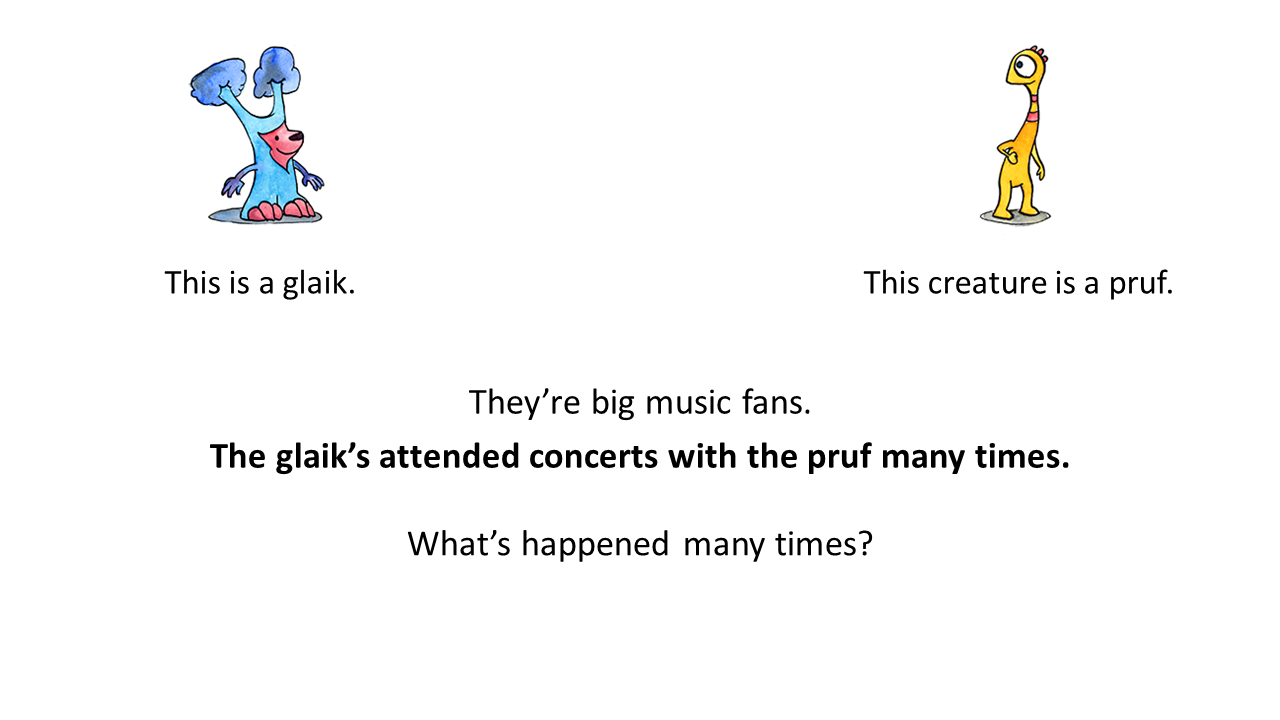 This is a glaik.
This creature is a pruf.
They’re big music fans.
The glaik’s attended concerts with the pruf many times.
What’s happened many times?